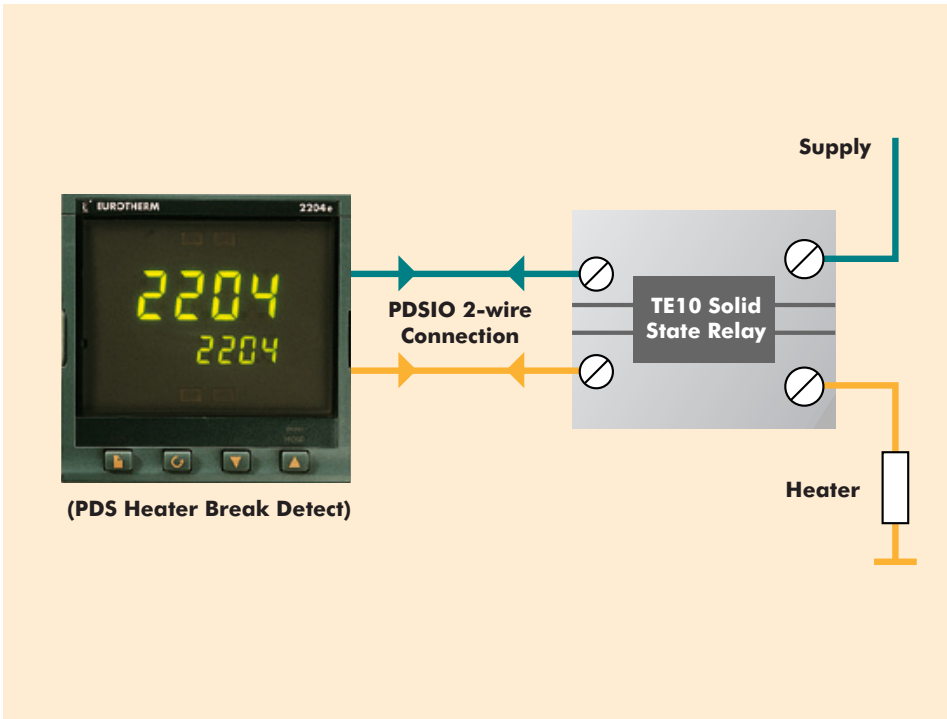 Supply
EUROTHERM 2204e
2204
2204
PDSIO 2-wire
Connection
TE10 Solid
State Relay
Heater
(PDS Heater Break Detect)